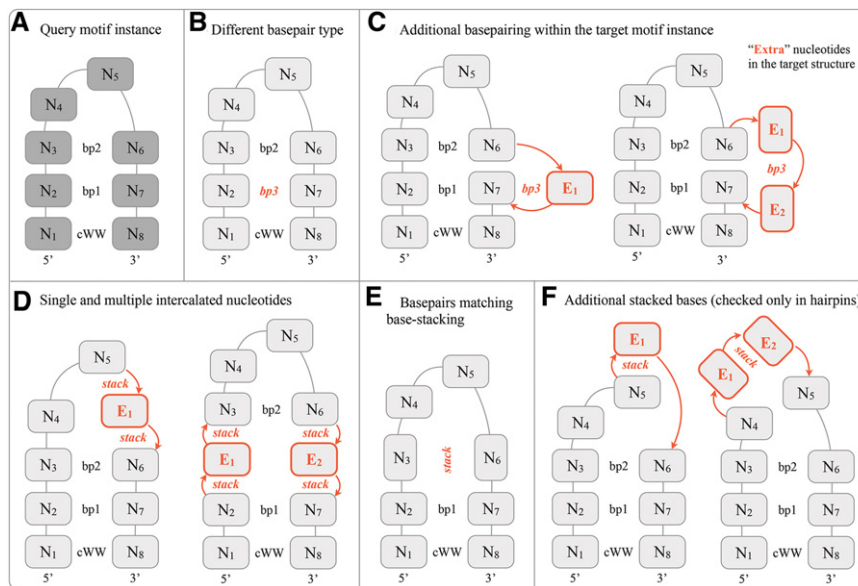 A Query motif instance
N5
N4
N3 bp2 N6
N2 bp1 N7
N1 cWW N8
5’ 3’
B Different basepair type
N5
N4
N3 bp2 N6
N2 bp3 N7
N1 cWW N8
5’ 3’
C Additional basepairing within the target motif instance
“Extra” nucleotides
in the target structure
N5
N4
N3 bp2 N6
N2 bp1 N7 bp3 E1
N1 cWW N8
5’ 3’
N5
N4
E1
N3 bp2 N6
bp3
N2 bp1 N7
E2
N1 cWW N8
5’ 3’
D Single and multiple intercalated nucleotides
N5
stack
E1
N4
stack
N3 bp2 N6
N2 bp1 N7
N1 cWW N8
5’ 3’
N5
N4
N3 bp2 N6
stack stack
E1 E2
stack stack
N2 bp1 N7
N1 cWW N8
5’ 3’
E Basepairs matching
base-stacking
N5
N4
N3 stack N6
N2 bp1 N7
N1 cWW N8
5’ 3’
F Additional stacked bases (checked only in hairpins)
E1
stack
N5
N4
N3 bp2 N6
N2 bp1 N7
N1 cWW N8
5’ 3’
E2
stack
E1
N5
N4
N3 bp2 N6
N2 bp1 N7
N1 cWW N8
5’ 3’